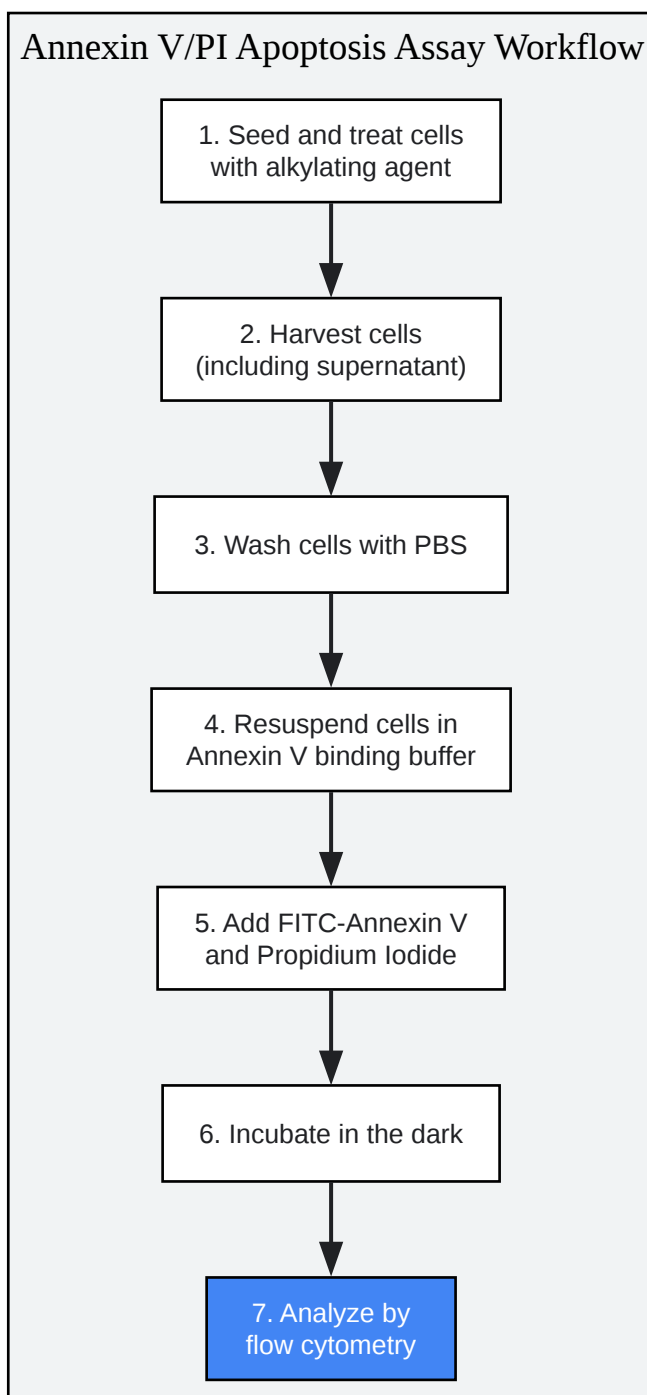 Annexin V/PI Apoptosis Assay Workflow
1. Seed and treat cells
with alkylating agent
2. Harvest cells
(including supernatant)
3. Wash cells with PBS
4. Resuspend cells in
Annexin V binding buffer
5. Add FITC-Annexin V
and Propidium Iodide
6. Incubate in the dark
7. Analyze by
flow cytometry